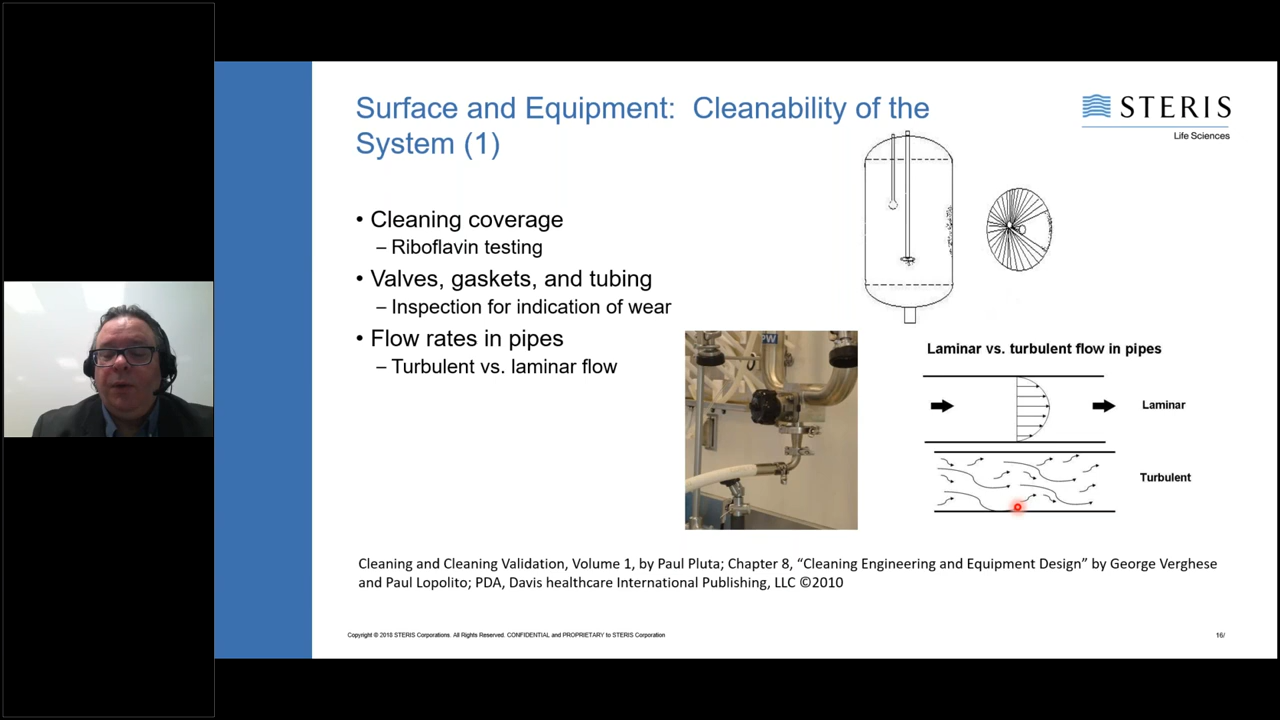 Surface and Equipment: Cleanability of the
System (1)
STERIS
Life Sciences
• Cleaning coverage
– Riboflavin testing
• Valves, gaskets, and tubing
– Inspection for indication of wear
• Flow rates in pipes
– Turbulent vs. laminar flow
PW
Laminar vs. turbulent flow in pipes
Laminar
Turbulent
Cleaning and Cleaning Validation, Volume 1, by Paul Pluta; Chapter 8, “Cleaning Engineering and Equipment Design” by George Verghese
and Paul Lopolito; PDA, Davis healthcare International Publishing, LLC ©2010
Copyright © 2018 STERIS Corporations. All Rights Reserved. CONFIDENTIAL and PROPRIETARY to STERIS Corporation
16/